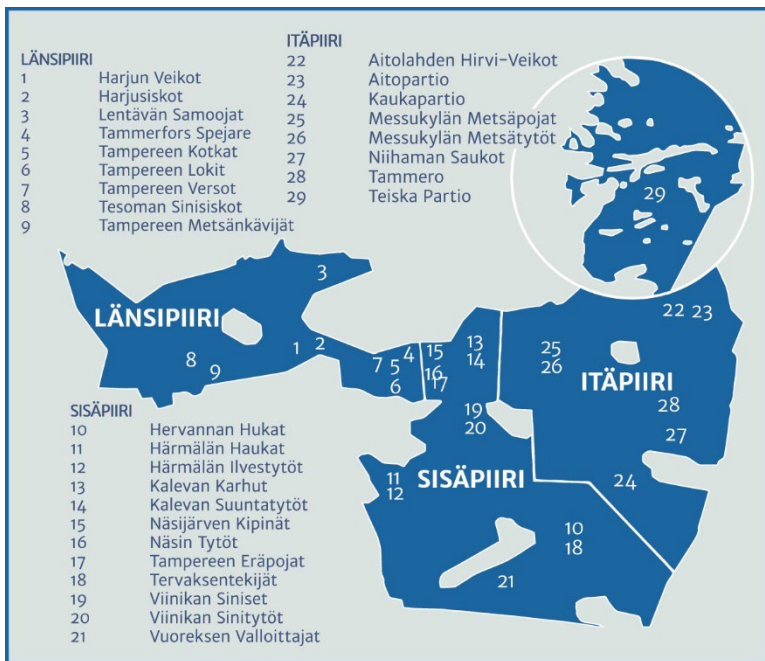 LÄNSIPIIRI
1 Harjun Veikot
2 Harjusiskot
3 Lentävän Samoojat
4 Tammerfors Spejare
5 Tampereen Kotkat
6 Tampereen Lokit
7 Tampereen Versot
8 Tesoman Sinisiskot
9 Tampereen Metsänkävijät
ITÄPIIRI
22 Aitolahden Hirvi-Veikot
23 Aitopartio
24 Kaukapartio
25 Messukylän Metsäpojat
26 Messukylän Metsätytöt
27 Niihaman Saukot
28 Tammero
29 Teiska Partio
29
3
22 23
LÄNSIPIIRI
1 2
8 9
7 5 4
6
15 13
14
16
17
25
26
ITÄPIIRI
28
27
19
20
24
SISÄPIIRI
11
12
10
18
21
SISÄPIIRI
10 Hervannan Hukat
11 Härmälän Haukat
12 Härmälän Ilvestytöt
13 Kalevan Karhut
14 Kalevan Suuntatytöt
15 Näsijärven Kipinät
16 Näsin Tytöt
17 Tampereen Eräpojat
18 Tervaksentekijät
19 Viinikan Siniset
20 Viinikan Sinitytöt
21 Vuoreksen Valloittajat